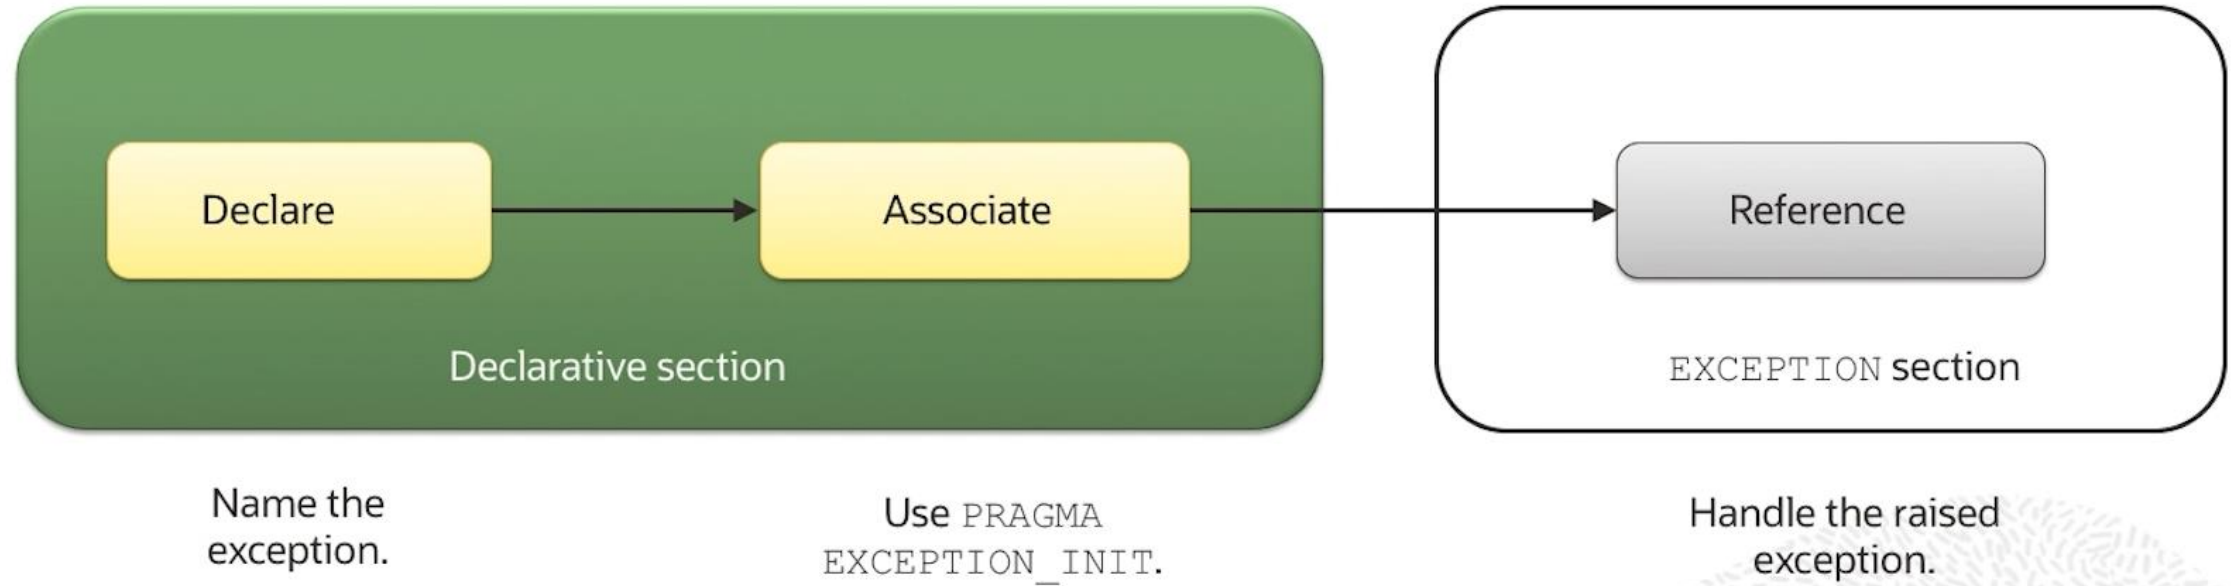 Declare
Associate
Reference
Declarative section
EXCEPTION section
Name the
exception.
Use PRAGMA
EXCEPTION_INIT.
Handle the raised
exception.